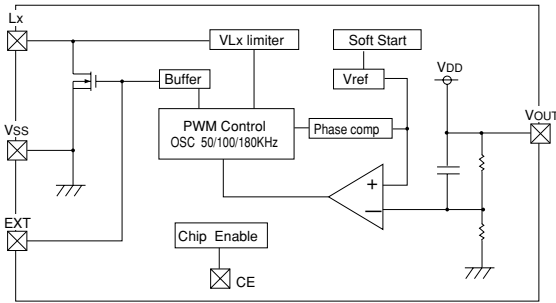 Lx
VLx limiter
Soft Start
Buffer
Vref
VDD
PWM Control
OSC 50/100/180KHz
Phase comp
VSS
VOUT
+
−
EXT
Chip Enable
CE